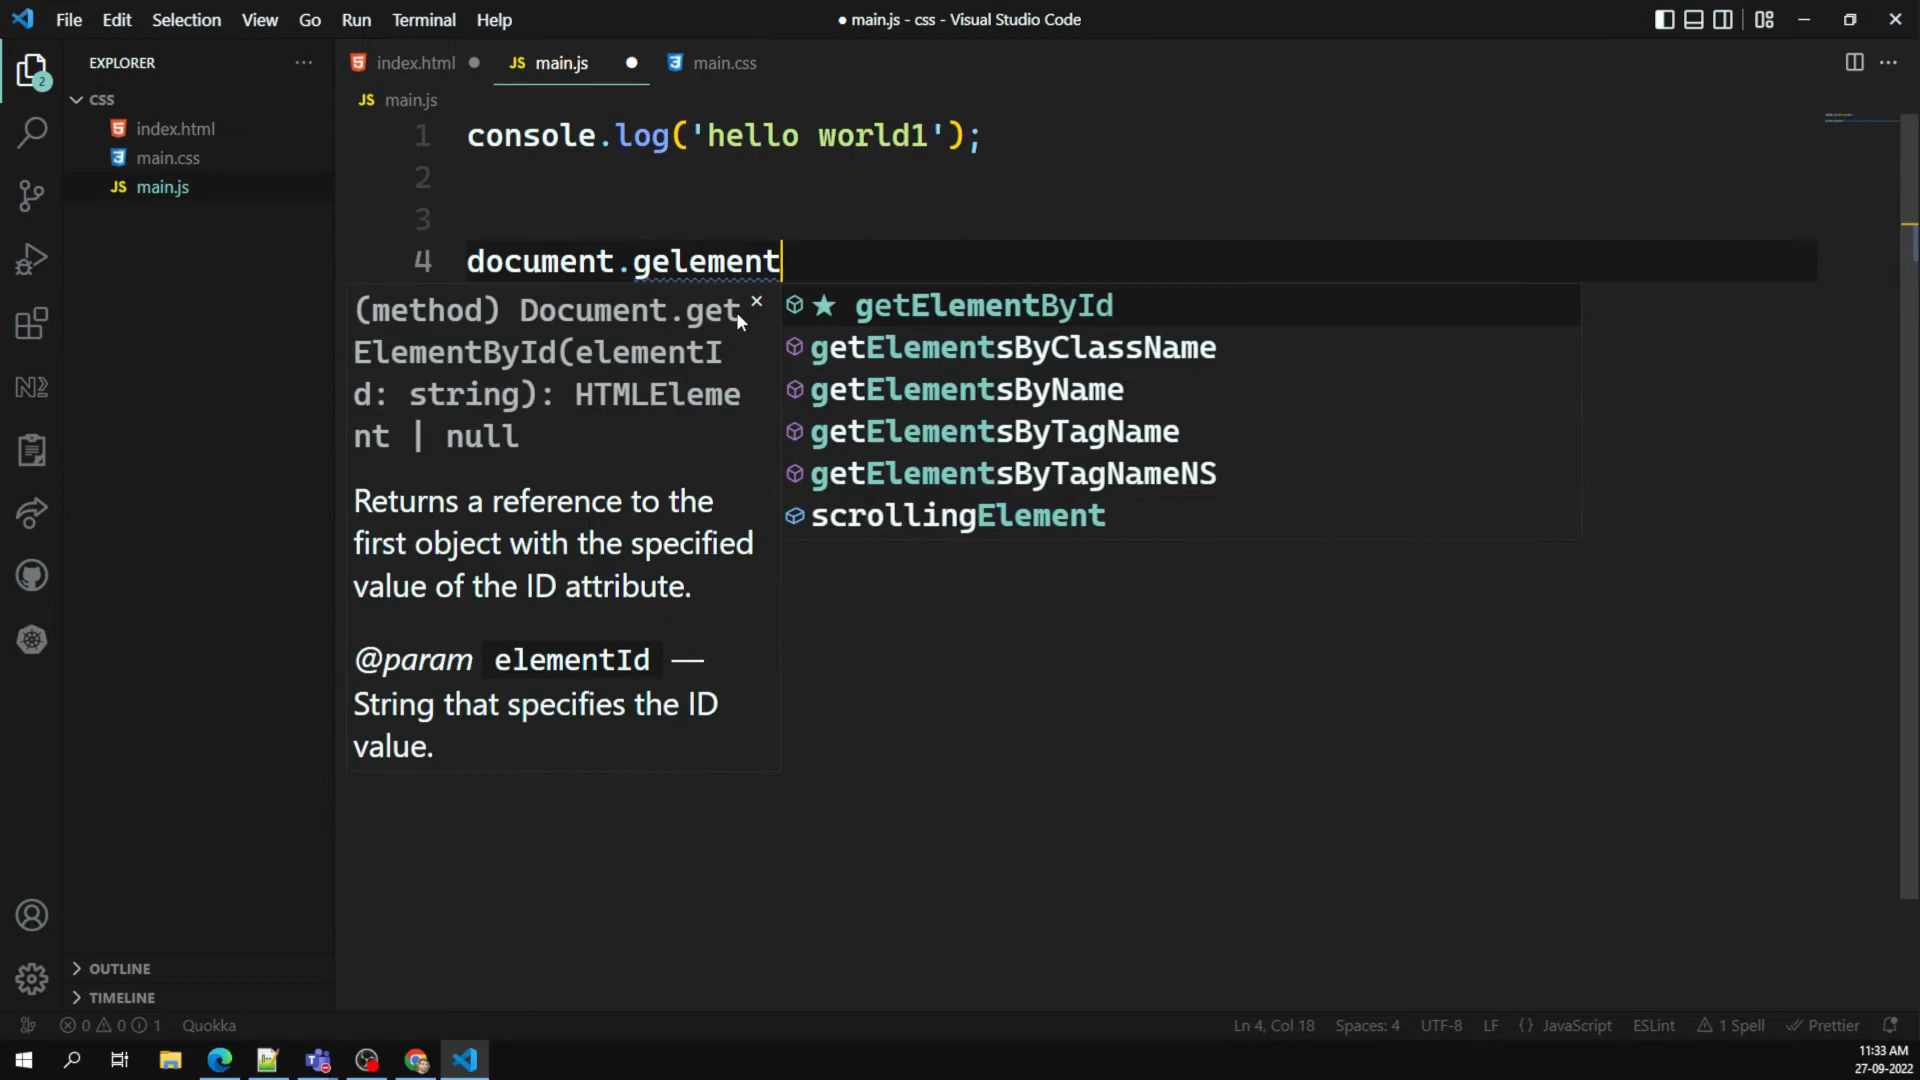 File Edit Selection View Go Run Terminal Help
● main.js - css - Visual Studio Code
EXPLORER
2
CSS
index.html
main.css
JS main.js
index.html
JS main.js
main.css
JS main.js
1 console.log('hello world1');
2
3
4 document.gelement
(method) Document.get
ElementById(elementI
d: string): HTMLEleme
nt | null
Returns a reference to the
first object with the specified
value of the ID attribute.
@param elementId —
String that specifies the ID
value.
★ getElementById
getElementsByClassName
getElementsByName
getElementsByTagName
getElementsByTagNameNS
scrollingElement
OUTLINE
TIMELINE
0 0 1 Quokka
Ln 4, Col 18 Spaces: 4 UTF-8 LF {} JavaScript ESLint 1 Spell Prettier
11:33 AM
27-09-2022